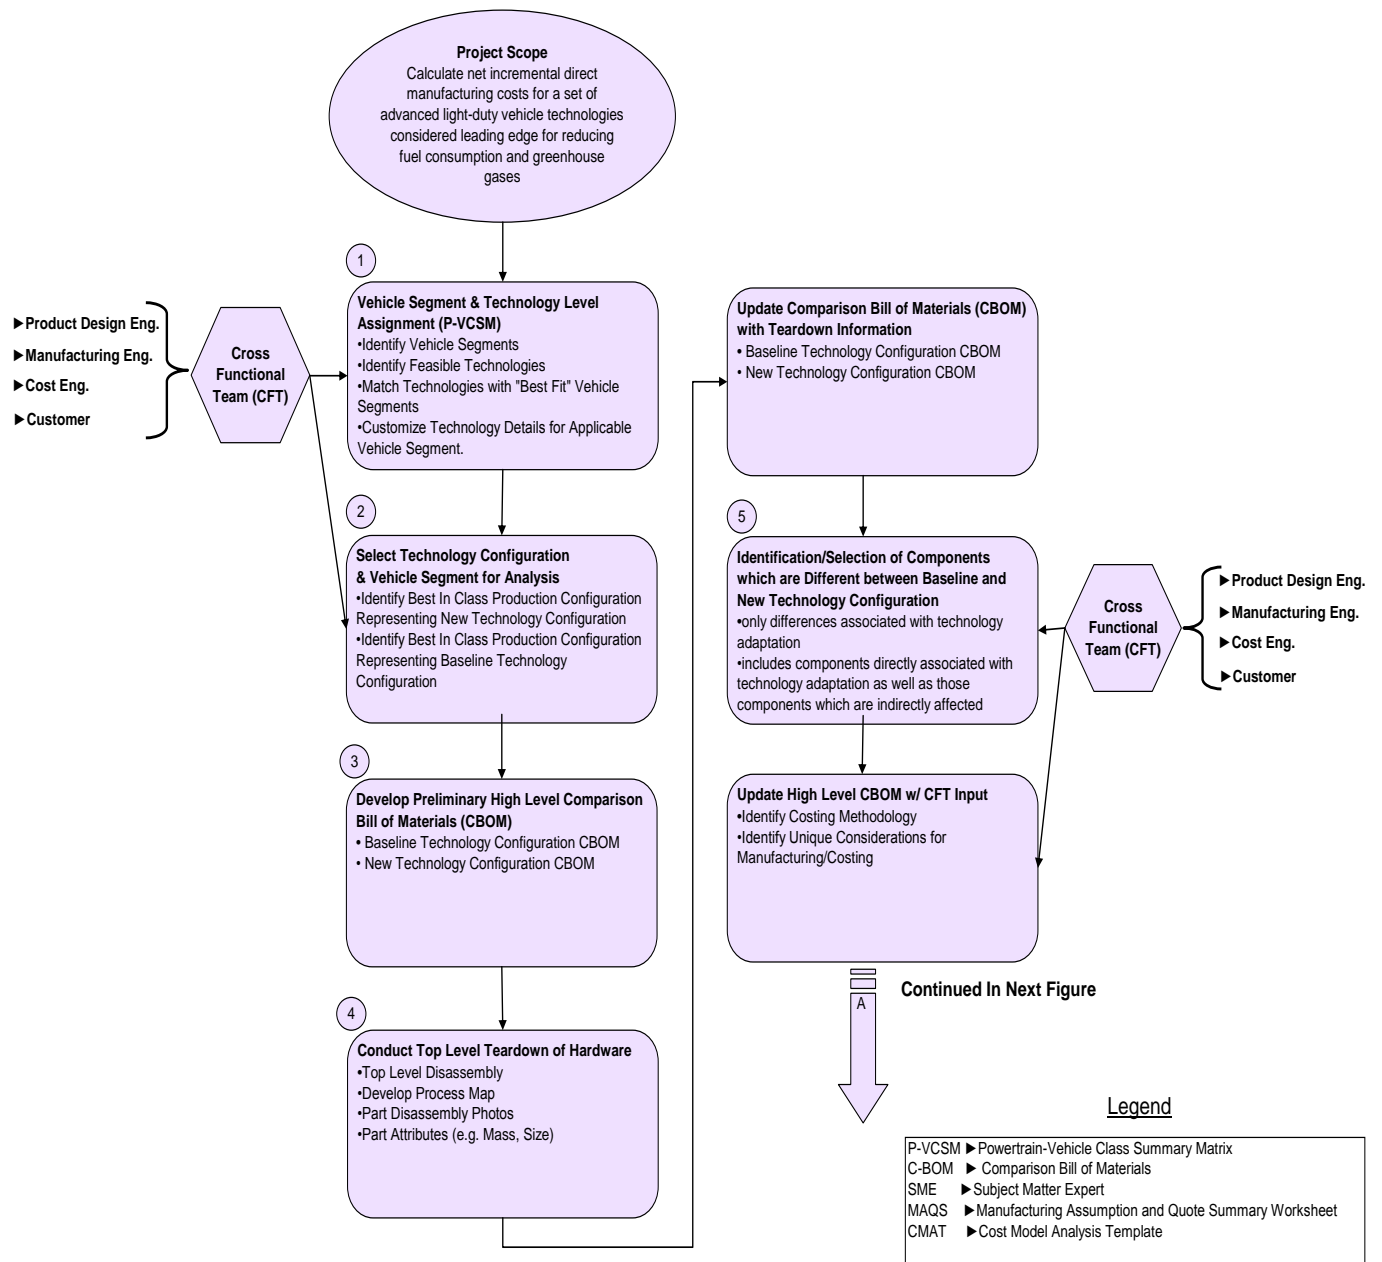 Project Scope
Calculate net incremental direct
manufacturing costs for a set of
advanced light-duty vehicle technologies
considered leading edge for reducing
fuel consumption and greenhouse
gases
1
Vehicle Segment & Technology Level
Assignment (P-VCSM)
•Identify Vehicle Segments
•Identify Feasible Technologies
•Match Technologies with "Best Fit" Vehicle
Segments
•Customize Technology Details for Applicable
Vehicle Segment.
▶Product Design Eng.
▶Manufacturing Eng.
▶Cost Eng.
▶Customer
Cross
Functional
Team (CFT)
2
Select Technology Configuration
& Vehicle Segment for Analysis
•Identify Best In Class Production Configuration
Representing New Technology Configuration
•Identify Best In Class Production Configuration
Representing Baseline Technology
Configuration
3
Develop Preliminary High Level Comparison
Bill of Materials (CBOM)
• Baseline Technology Configuration CBOM
• New Technology Configuration CBOM
4
Conduct Top Level Teardown of Hardware
•Top Level Disassembly
•Develop Process Map
•Part Disassembly Photos
•Part Attributes (e.g. Mass, Size)
Update Comparison Bill of Materials (CBOM)
with Teardown Information
• Baseline Technology Configuration CBOM
• New Technology Configuration CBOM
5
Identification/Selection of Components
which are Different between Baseline and
New Technology Configuration
•only differences associated with technology
adaptation
•includes components directly associated with
technology adaptation as well as those
components which are indirectly affected
Cross
Functional
Team (CFT)
▶Product Design Eng.
▶Manufacturing Eng.
▶Cost Eng.
▶Customer
Update High Level CBOM w/ CFT Input
•Identify Costing Methodology
•Identify Unique Considerations for
Manufacturing/Costing
A
Continued In Next Figure
Legend
P-VCSM ▶Powertrain-Vehicle Class Summary Matrix
C-BOM ▶ Comparison Bill of Materials
SME ▶Subject Matter Expert
MAQS ▶Manufacturing Assumption and Quote Summary Worksheet
CMAT ▶Cost Model Analysis Template